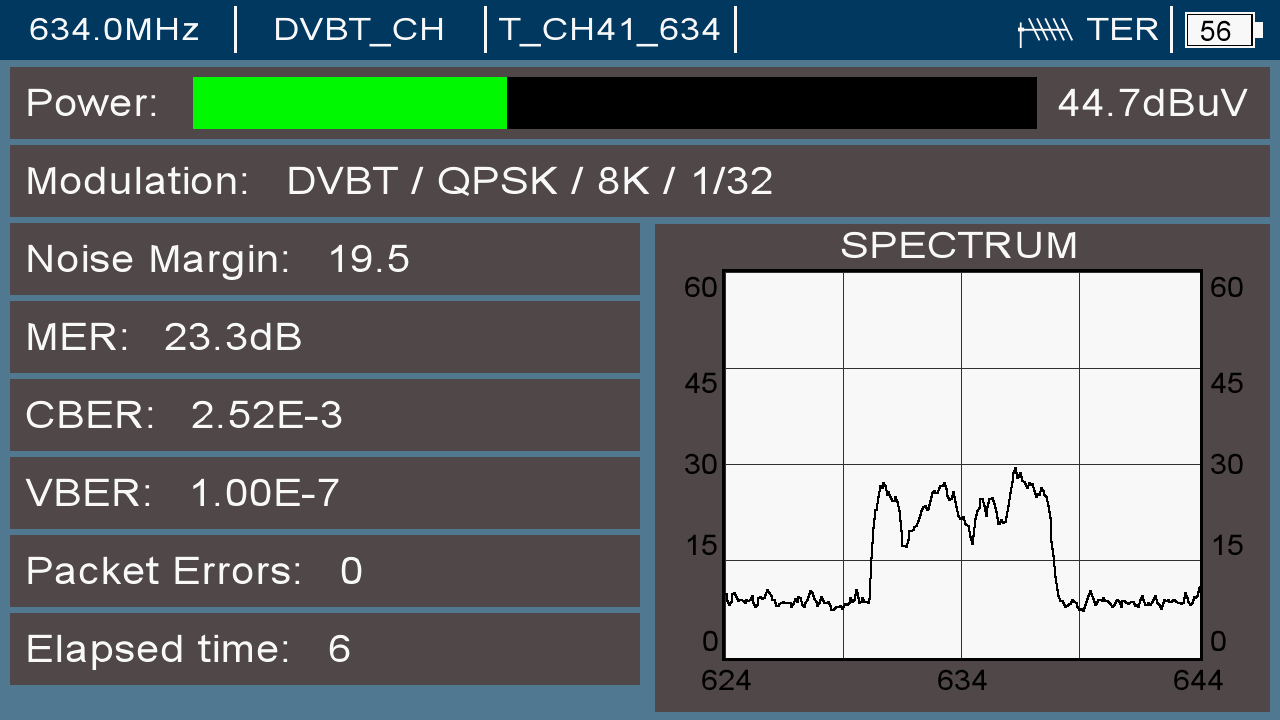 634.0MHz DVBT_CH T_CH41_634 TER 56
Power: 44.7dBuV
Modulation: DVBT / QPSK / 8K / 1/32
Noise Margin: 19.5
MER: 23.3dB
CBER: 2.52E-3
VBER: 1.00E-7
Packet Errors: 0
Elapsed time: 6
SPECTRUM
60 60
45 45
30 30
15 15
0 0
624 634 644